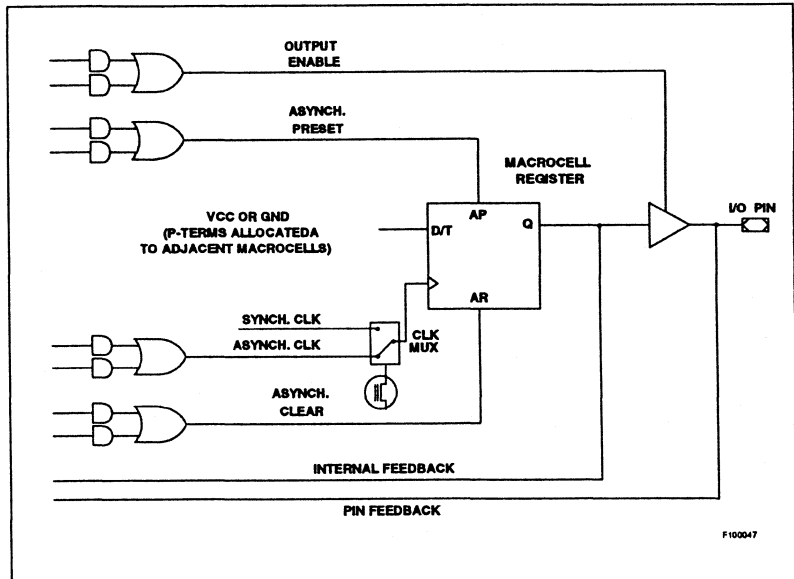 OUTPUT
ENABLE
ASYNCH.
PRESET
MACROCELL
REGISTER
I/O PIN
VCC OR GND
(P-TERMS ALLOCATEDA
TO ADJACENT MACROCELLS)
AP
D/T
Q
AR
SYNCH. CLK
ASYNCH. CLK
CLK
MUX
ASYNCH.
CLEAR
INTERNAL FEEDBACK
PIN FEEDBACK
F100047